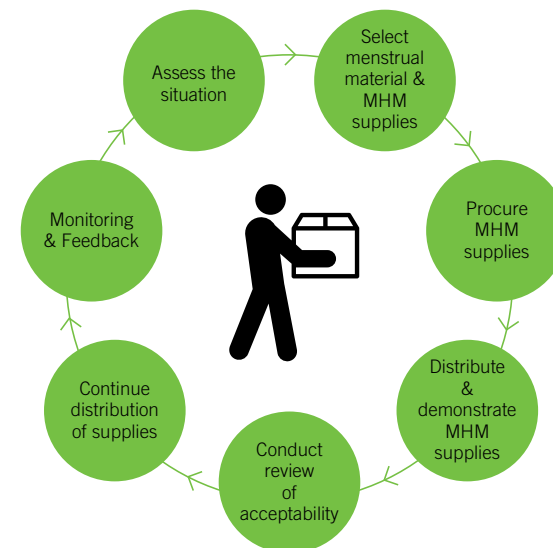 Assess the
situation
Select
menstrual
material &
MHM
supplies
Procure
MHM
supplies
Distribute
&
demonstrate
MHM
supplies
Conduct
review
of
acceptability
Continue
distribution
of supplies
Monitoring
& Feedback